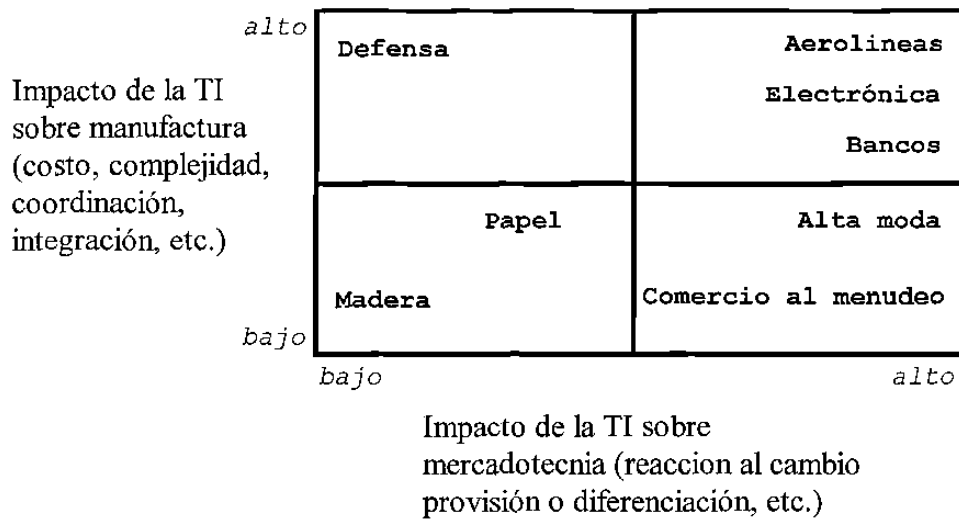 alto
Defensa
Aerolineas
Electrónica
Bancos
Impacto de la TI
sobre manufactura
(costo, complejidad,
coordinación,
integración, etc.)
Papel
Alta moda
Madera
Comercio al menudeo
bajo
bajo
alto
Impacto de la TI sobre
mercadotecnia (reaccion al cambio
provisión o diferenciación, etc.)